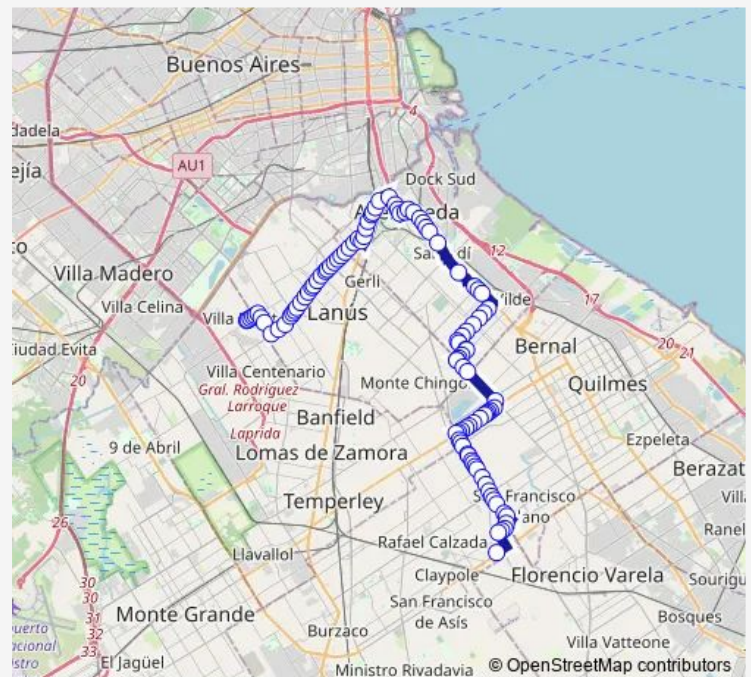 Buenos Aires
dadela
4
AU1
ejía
Dock Sud
12
Villa Madero
Gerli
17
Villa Celina
Villa
Lanus
ilde
Bernal
20
21
iudad Evita
20
Villa Centenario
Monte Chingo
Quilmes
Gral. Rodríguez
Larroque
Banfield
Laprida
9 de Abril
Lomas de Zamora
Ezpeleta
Berazat
Temperley
Francisco
Vill
26
Ranel
Rafael Calzada
Llavallol
Claypole
Florencio Varela
Sourigu
30
San Francisco
de Asís
30
31
Monte Grande
Bosques
32
33
Burzaco
Villa Vatteone
El Jagüel
Ministro Rivadavia
© OpenStreetMap contributors